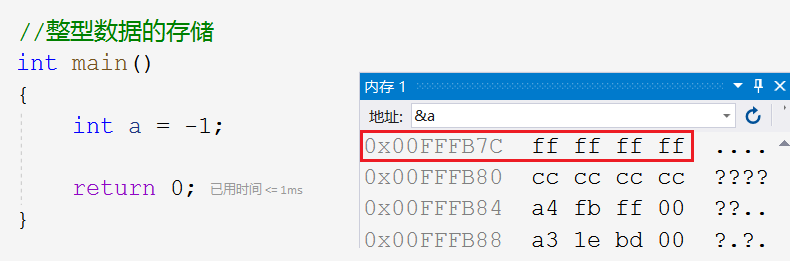 //整型数据的存储
int main()
{
int a = -1;
return 0; 已用时间 <= 1ms
}
内存 1
地址: &a
0x00FFFB7C ff ff ff ff ....
0x00FFFB80 cc cc cc cc ????
0x00FFFB84 a4 fb ff 00 ??..
0x00FFFB88 a3 1e bd 00 ?.?.